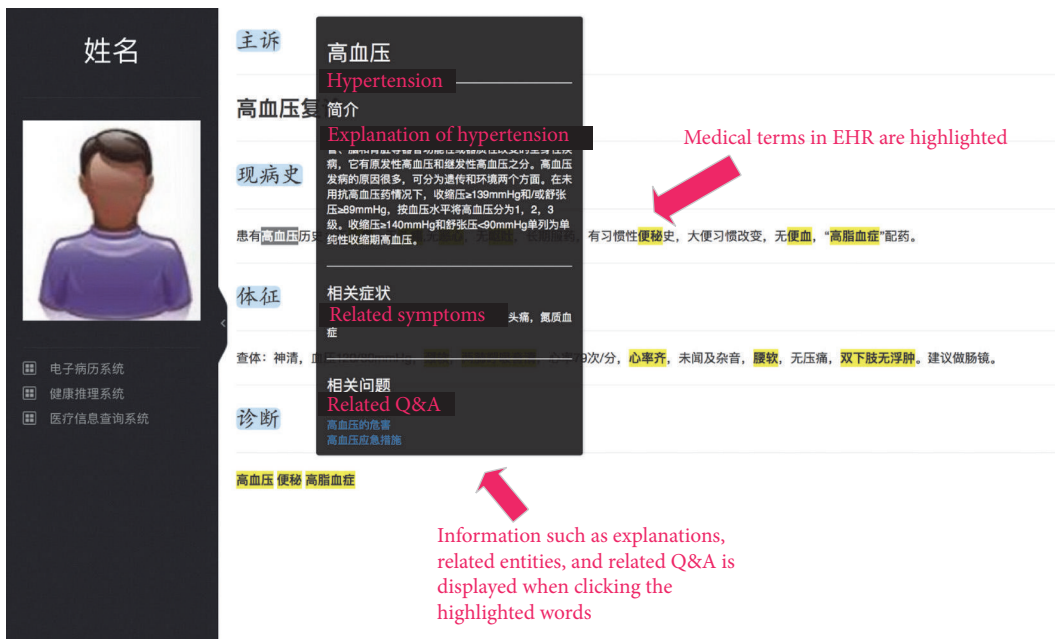 姓名
电子病历系统
健康推理系统
医疗信息查询系统
主诉
高血压复
现病史
患有高血压历史
有习惯性便秘史，大便习惯改变，无便血，“高脂血症”配药。
体征
查体：神清，
次/分，心率齐，未闻及杂音，腰软，无压痛，双下肢无浮肿。建议做肠镜。
诊断
高血压 便秘 高脂血症
高血压
Hypertension
简介
Explanation of hypertension
病，它有原发性高血压和继发性高血压之分。高血压
发病的原因很多，可分为遗传和环境两个方面。在未
用抗高血压药情况下，收缩压≥139mmHg和/或舒张
压≥89mmHg，按血压水平将高血压分为1，2，3
级。收缩压≥140mmHg和舒张压<90mmHg单列为单
纯性收缩期高血压。
相关症状
Related symptoms
头痛，氮质血
症
相关问题
Related Q&A
高血压的危害
高血压应急措施
Medical terms in EHR are highlighted
Information such as explanations,
related entities, and related Q&A is
displayed when clicking the
highlighted words